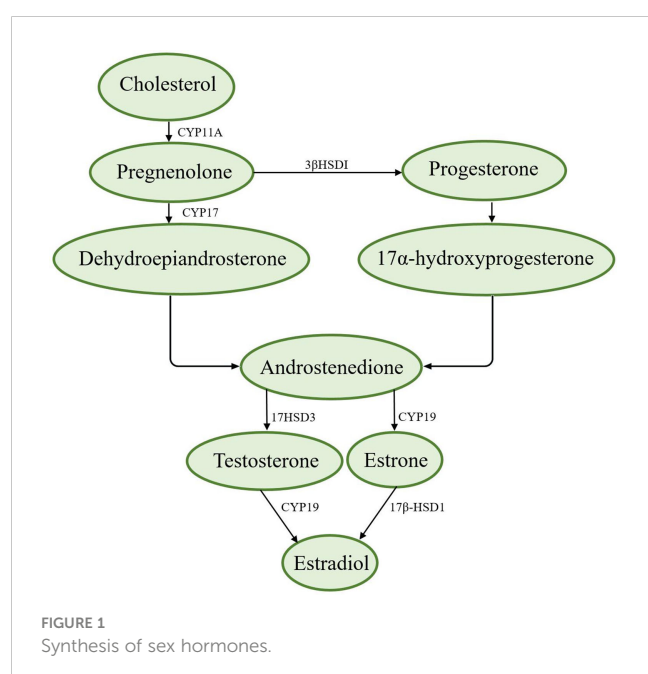 Cholesterol
CYP11A
Pregnenolone
3βHSDI
Progesterone
CYP17
Dehydroepiandrosterone
17α-hydroxyprogesterone
Androstenedione
17HSD3
CYP19
Testosterone
Estrone
CYP19
17β-HSD1
Estradiol
FIGURE 1
Synthesis of sex hormones.